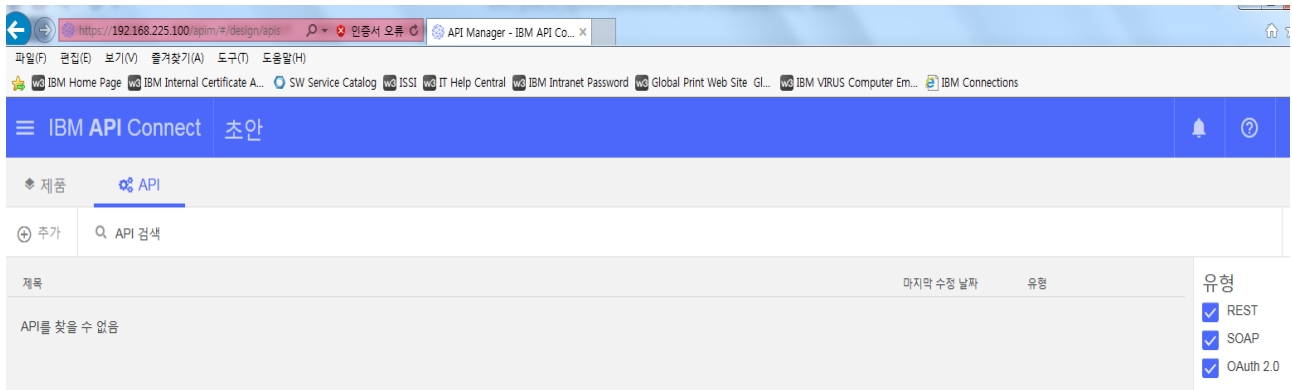 https://192.168.225.100/apim/#/design/apis 인증서 오류 API Manager - IBM API Co...
파일(F) 편집(E) 보기(V) 즐겨찾기(A) 도구(T) 도움말(H)
IBM Home Page IBM Internal Certificate A... SW Service Catalog ISSI IT Help Central IBM Intranet Password Global Print Web Site Gl... IBM VIRUS Computer Em... IBM Connections
IBM API Connect 초안
제품 API
추가 API 검색
제목 마지막 수정 날짜 유형
API를 찾을 수 없음
유형
REST
SOAP
OAuth 2.0